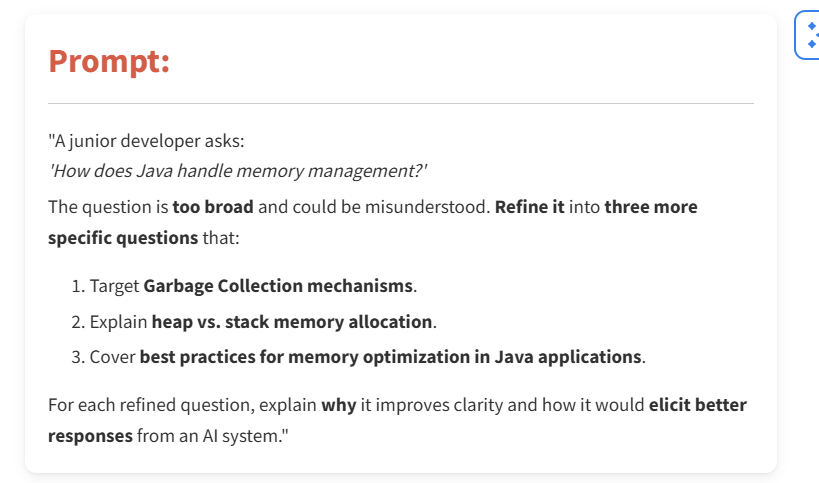 Prompt:
"A junior developer asks:
'How does Java handle memory management?'
The question is too broad and could be misunderstood. Refine it into three more
specific questions that:
1. Target Garbage Collection mechanisms.
2. Explain heap vs. stack memory allocation.
3. Cover best practices for memory optimization in Java applications.
For each refined question, explain why it improves clarity and how it would elicit better
responses from an AI system."